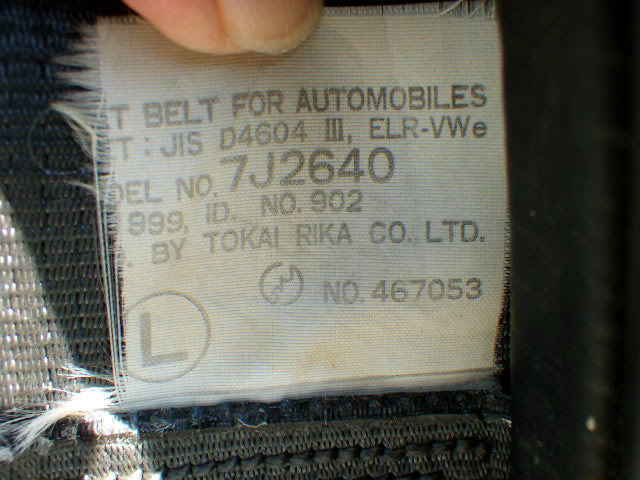 T BELT FOR AUTOMOBILES
T: JIS D4604 III, ELR-VWe
DEL NO. 7J2640
999, ID. NO. 902
. BY TOKAI RIKA CO. LTD.
NO. 467053
L